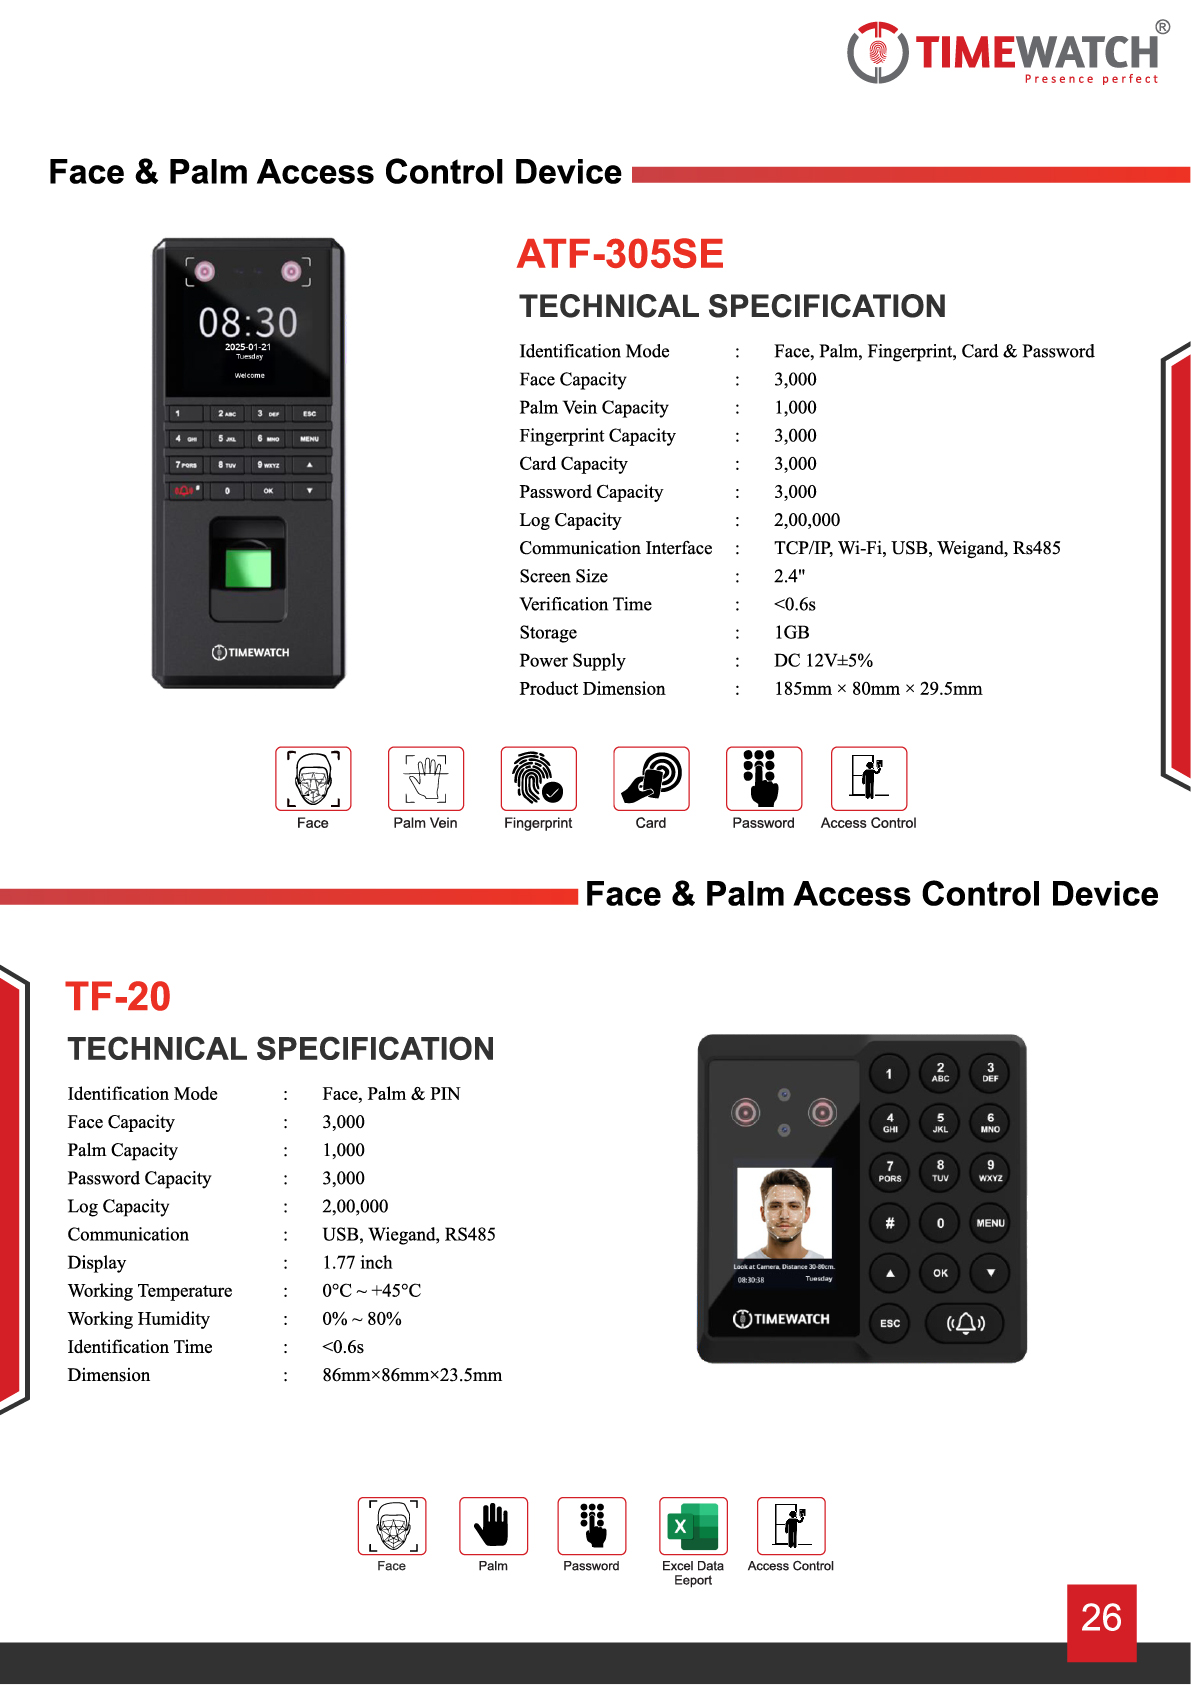 TIMEWATCH®
Presence perfect
Face & Palm Access Control Device
ATF-305SE
TECHNICAL SPECIFICATION
Identification Mode : Face, Palm, Fingerprint, Card & Password
Face Capacity : 3,000
Palm Vein Capacity : 1,000
Fingerprint Capacity : 3,000
Card Capacity : 3,000
Password Capacity : 3,000
Log Capacity : 2,00,000
Communication Interface : TCP/IP, Wi-Fi, USB, Weigand, Rs485
Screen Size : 2.4"
Verification Time : <0.6s
Storage : 1GB
Power Supply : DC 12V±5%
Product Dimension : 185mm × 80mm × 29.5mm
08:30
2025-01-21
Tuesday
Welcome
1 2 ABC 3 DEF ESC
4 GHI 5 JKL 6 MNO MENU
7 PQRS 8 TUV 9 WXYZ ▲
# 0 OK ▼
TIMEWATCH
Face Palm Vein Fingerprint Card Password Access Control
Face & Palm Access Control Device
TF-20
TECHNICAL SPECIFICATION
Identification Mode : Face, Palm & PIN
Face Capacity : 3,000
Palm Capacity : 1,000
Password Capacity : 3,000
Log Capacity : 2,00,000
Communication : USB, Wiegand, RS485
Display : 1.77 inch
Working Temperature : 0°C ~ +45°C
Working Humidity : 0% ~ 80%
Identification Time : <0.6s
Dimension : 86mm×86mm×23.5mm
Look at Camera, Distance 30-80cm.
08:30:38 Tuesday
TIMEWATCH
1 2 ABC 3 DEF
4 GHI 5 JKL 6 MNO
7 PQRS 8 TUV 9 WXYZ
# 0 MENU
▲ OK ▼
ESC
Face Palm Password Excel Data Access Control
Eeport
X
26